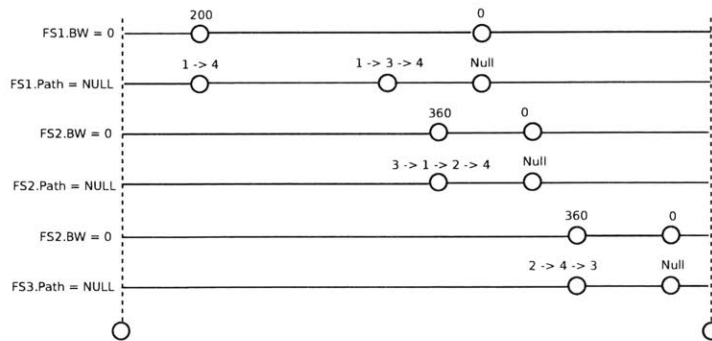 200 0
FS1.BW = 0
1 -> 4 1 -> 3 -> 4 Null
FS1.Path = NULL
360 0
FS2.BW = 0
3 -> 1 -> 2 -> 4 Null
FS2.Path = NULL
360 0
FS2.BW = 0
2 -> 4 -> 3 Null
FS3.Path = NULL